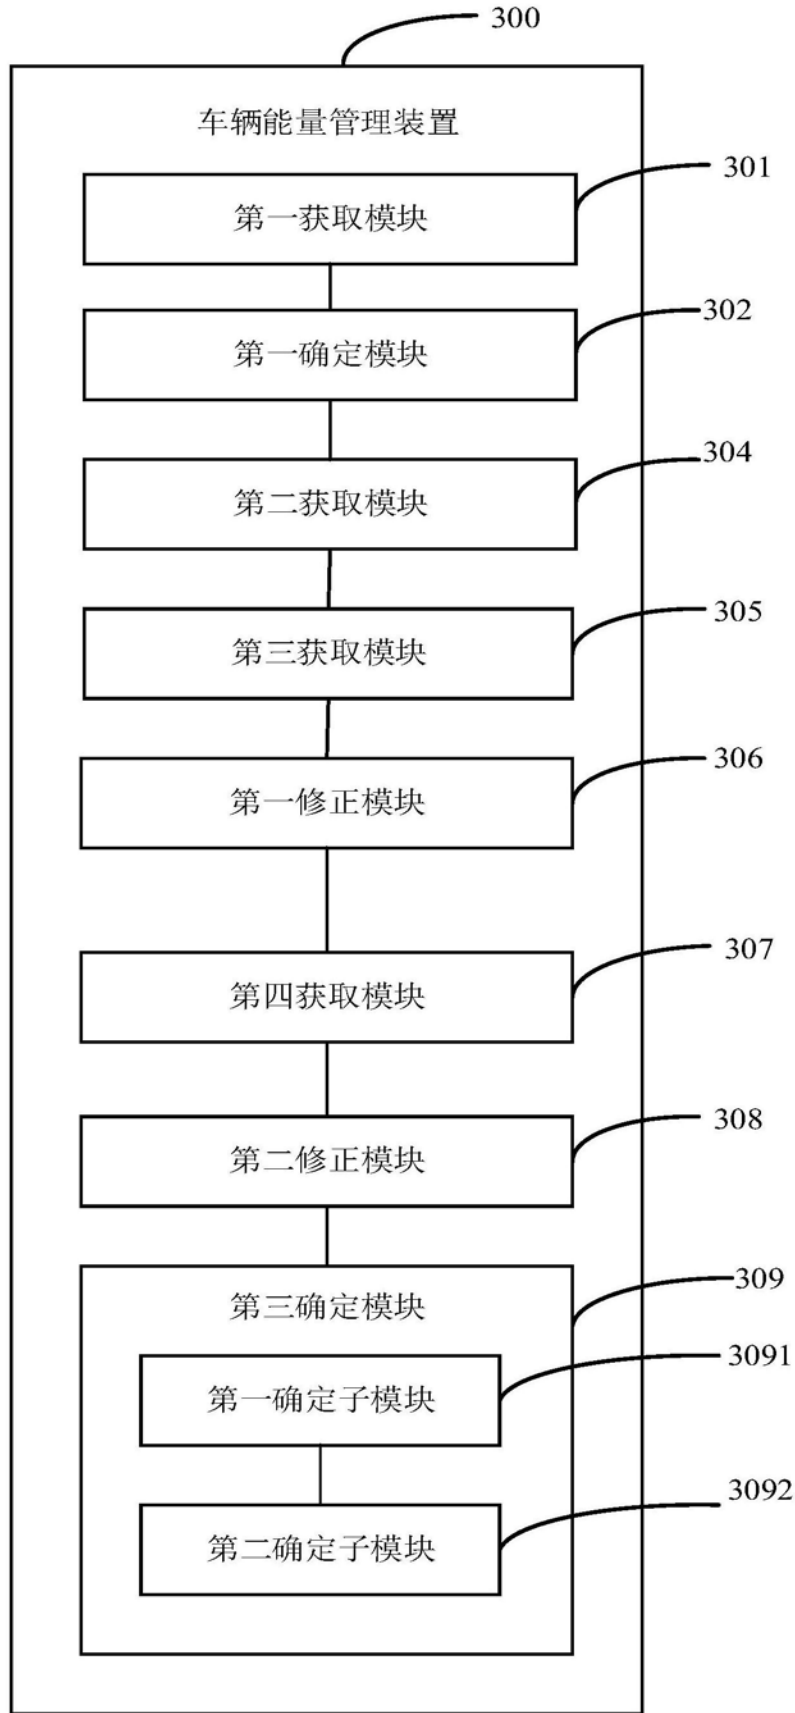 300
车辆能量管理装置
301
第一获取模块
302
第一确定模块
304
第二获取模块
305
第三获取模块
306
第一修正模块
307
第四获取模块
308
第二修正模块
309
第三确定模块
3091
第一确定子模块
3092
第二确定子模块